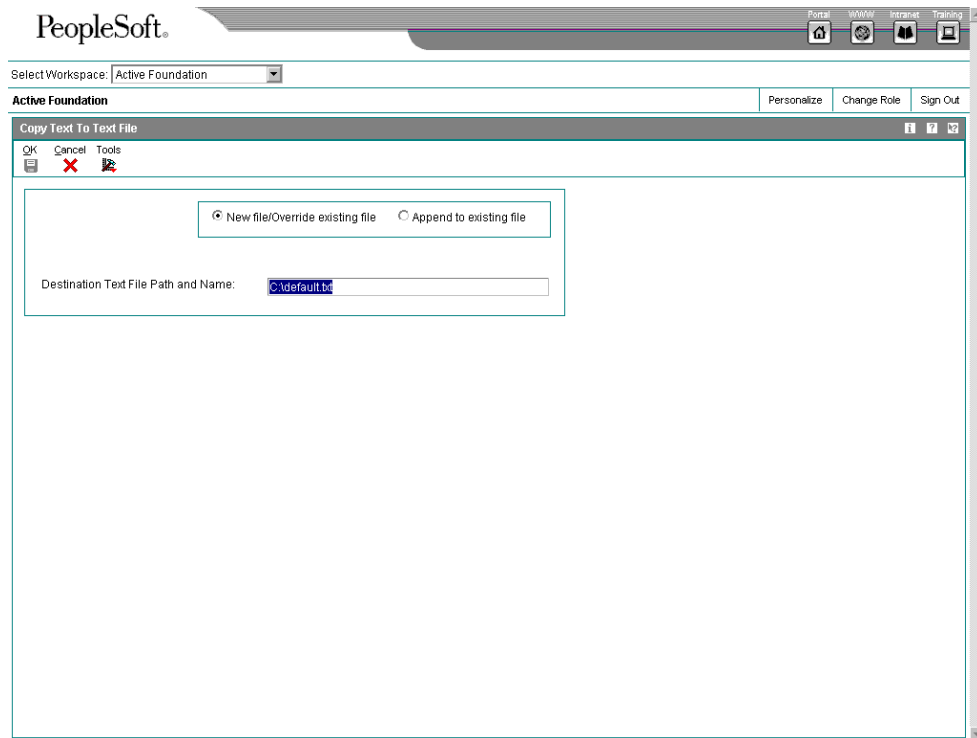 PeopleSoft.
Portal WWW Intranet Training
Select Workspace: Active Foundation
Active Foundation Personalize Change Role Sign Out
Copy Text To Text File
OK Cancel Tools
New file/Override existing file Append to existing file
Destination Text File Path and Name: C:\default.txt